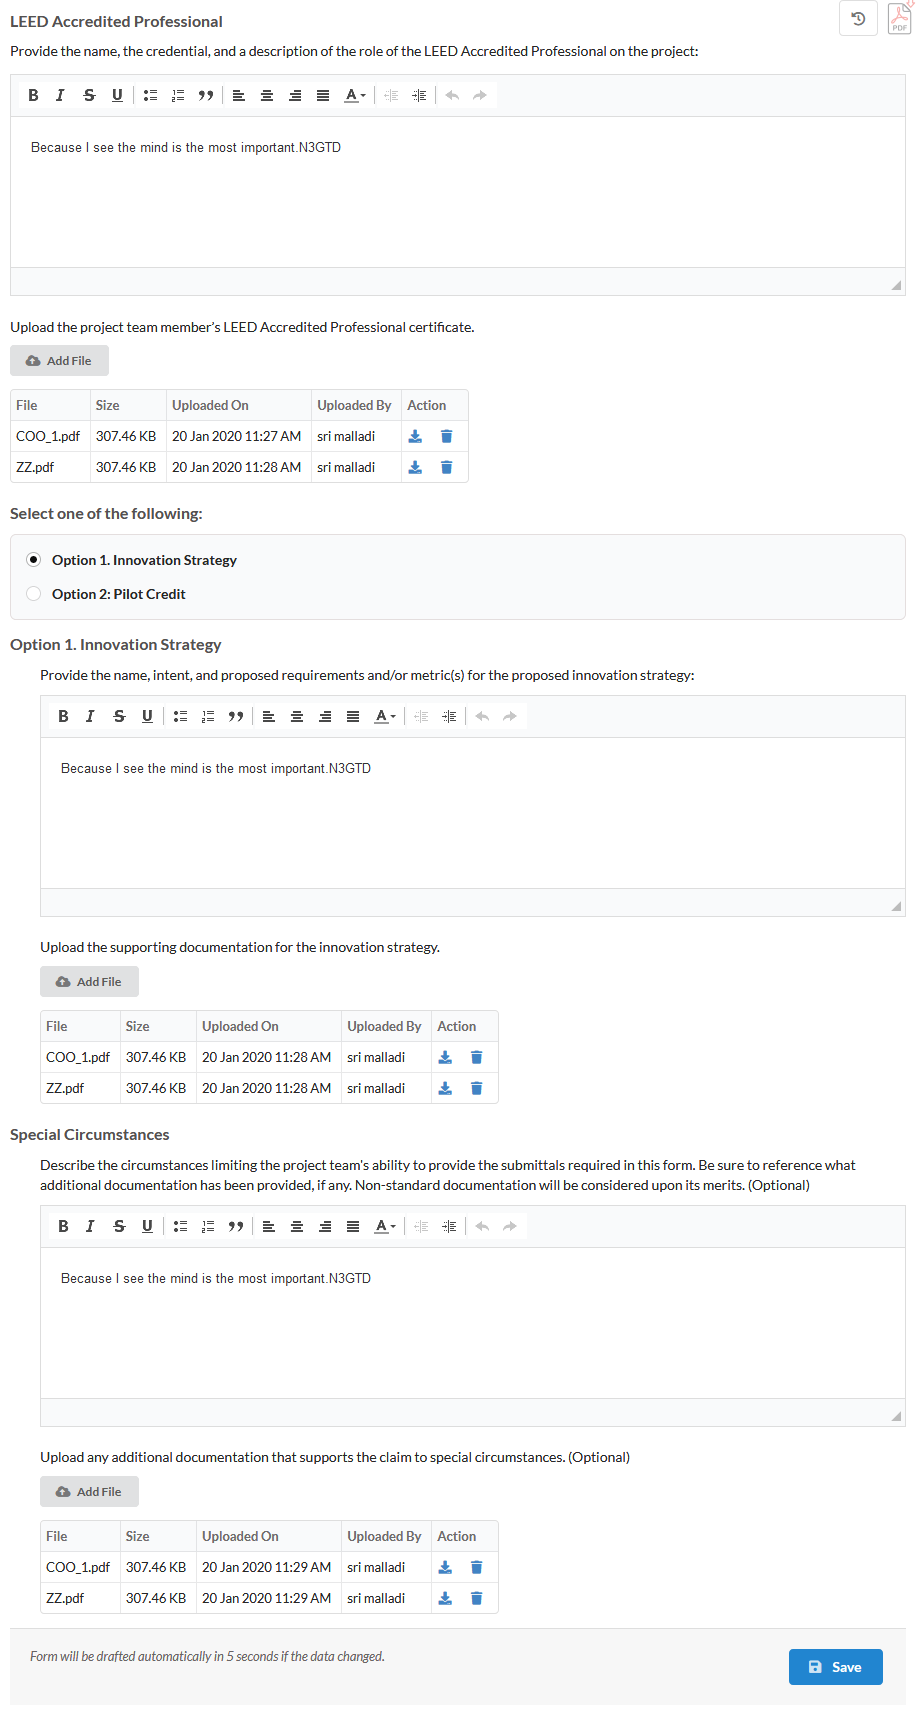 LEED Accredited Professional
PDF
Provide the name, the credential, and a description of the role of the LEED Accredited Professional on the project:
B I S U A
Because I see the mind is the most important.N3GTD
Upload the project team member's LEED Accredited Professional certificate.
Add File
File Size Uploaded On Uploaded By Action
COO_1.pdf 307.46 KB 20 Jan 2020 11:27 AM sri malladi
ZZ.pdf 307.46 KB 20 Jan 2020 11:28 AM sri malladi
Select one of the following:
Option 1. Innovation Strategy
Option 2: Pilot Credit
Option 1. Innovation Strategy
Provide the name, intent, and proposed requirements and/or metric(s) for the proposed innovation strategy:
B I S U A
Because I see the mind is the most important.N3GTD
Upload the supporting documentation for the innovation strategy.
Add File
File Size Uploaded On Uploaded By Action
COO_1.pdf 307.46 KB 20 Jan 2020 11:28 AM sri malladi
ZZ.pdf 307.46 KB 20 Jan 2020 11:28 AM sri malladi
Special Circumstances
Describe the circumstances limiting the project team's ability to provide the submittals required in this form. Be sure to reference what
additional documentation has been provided, if any. Non-standard documentation will be considered upon its merits. (Optional)
B I S U A
Because I see the mind is the most important.N3GTD
Upload any additional documentation that supports the claim to special circumstances. (Optional)
Add File
File Size Uploaded On Uploaded By Action
COO_1.pdf 307.46 KB 20 Jan 2020 11:29 AM sri malladi
ZZ.pdf 307.46 KB 20 Jan 2020 11:29 AM sri malladi
Form will be drafted automatically in 5 seconds if the data changed.
Save